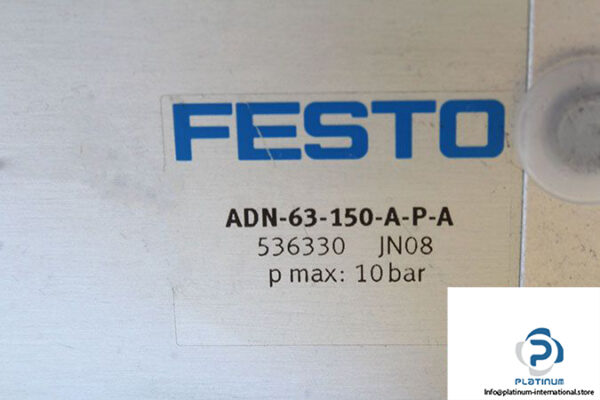 FESTO
ADN-63-150-A-P-A
536330 JN08
p max: 10 bar
PLATINUM
Info@platinum-international.store